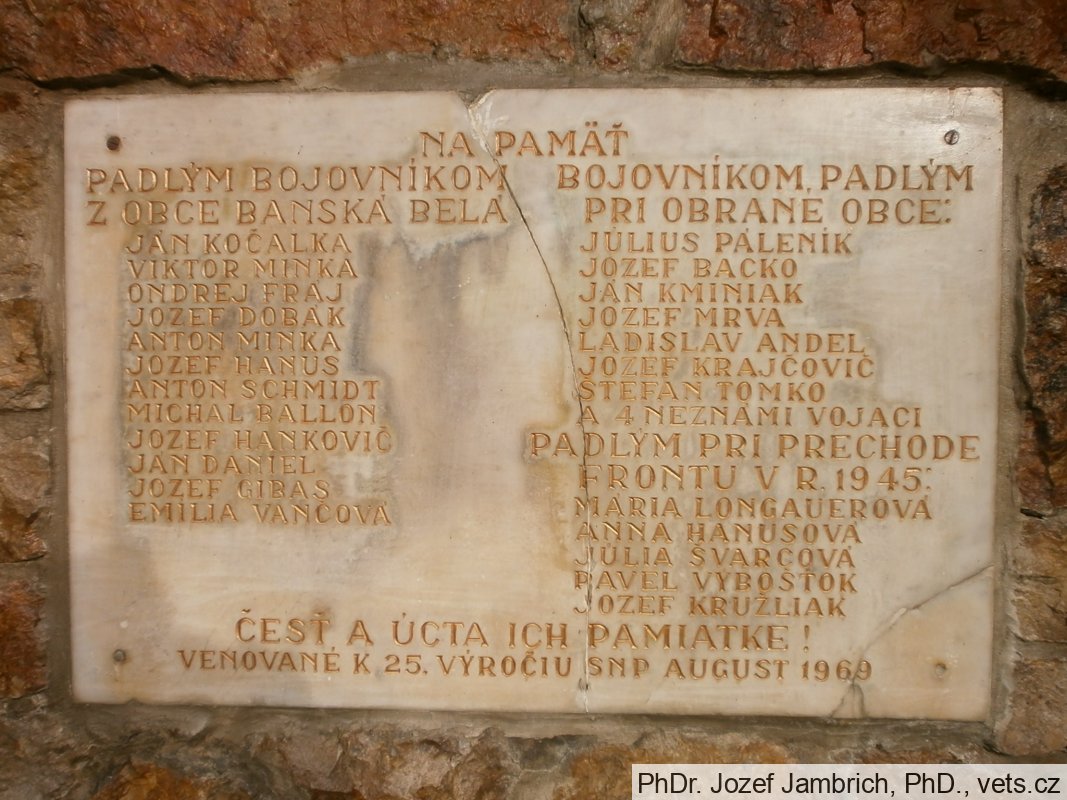 NA PAMÄŤ
PADLÝM BOJOVNÍKOM
Z OBCE BANSKÁ BELÁ
JÁN KOČALKA
VIKTOR MINKA
ONDREJ FRAJ
JOZEF DOBÁK
ANTON MINKA
JOZEF HANUS
ANTON SCHMIDT
MICHAL BALLON
JOZEF HANKOVIČ
JÁN DANIEL
JOZEF GIBAS
EMÍLIA VANČOVÁ
BOJOVNÍKOM, PADLÝM
PRI OBRANE OBCE:
JÚLIUS PÁLENÍK
JOZEF BACKO
JÁN KMINIAK
JOZEF MRVA
LADISLAV ANDEL
JOZEF KRAJČOVIČ
ŠTEFAN TOMKO
A 4 NEZNÁMI VOJACI
PADLÝM PRI PRECHODE
FRONTU V R. 1945:
MÁRIA LONGAUEROVÁ
ANNA HANUSOVÁ
JÚLIA ŠVARCOVÁ
PAVEL VÝBOŠŤOK
JOZEF KRUŽLIAK
ČESŤ A ÚCTA ICH PAMIATKE!
VENOVANÉ K 25. VÝROČIU SNP AUGUST 1969
PhDr. Jozef Jambrich, PhD., vets.cz